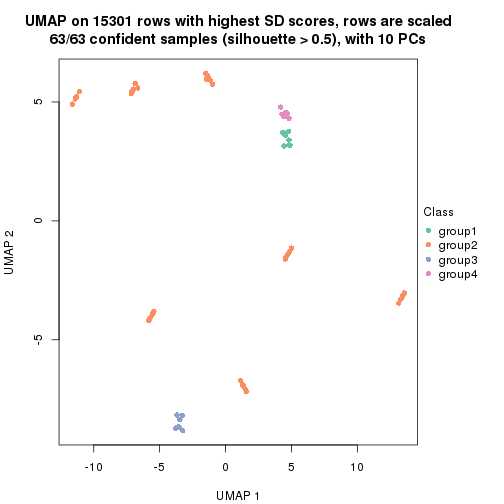 UMAP on 15301 rows with highest SD scores, rows are scaled
63/63 confident samples (silhouette > 0.5), with 10 PCs
5
0
-5
UMAP 2
-10
-5
0
5
10
UMAP 1
Class
group1
group2
group3
group4